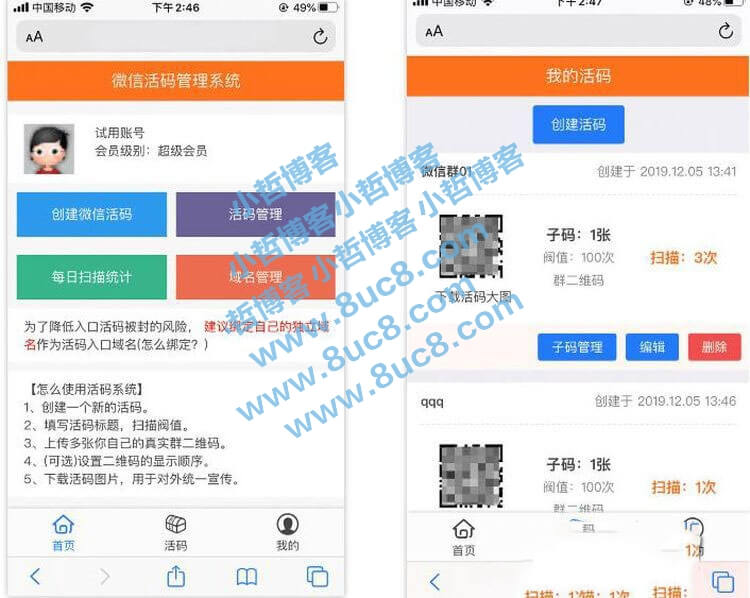 中国移动 下午2:46 49%
AA
微信活码管理系统
试用账号
会员级别：超级会员
创建微信活码 活码管理
每日扫描统计 域名管理
为了降低入口活码被封的风险，建议绑定自己的独立域
名作为活码入口域名(怎么绑定？)
【怎么使用活码系统】
1、创建一个新的活码。
2、填写活码标题，扫描阀值。
3、上传多张你自己的真实群二维码。
4、(可选)设置二维码的显示顺序。
5、下载活码图片，用于对外统一宣传。
首页 活码 我的
中国移动 下午2:47 48%
AA
我的活码
创建活码
微信群01 创建于 2019.12.05 13:41
子码：1张
阀值：100次
群二维码
扫描：3次
下载活码大图
子码管理 编辑 删除
qqq 创建于 2019.12.05 13:46
子码：1张
阀值：100次
群二维码
扫描：1次
码
首页
1次
扫描：1次
小哲博客小哲博客
哲博客 小哲博客 小哲博客
www.8uc8.com
www.8uc8.com
www.8uc8.com